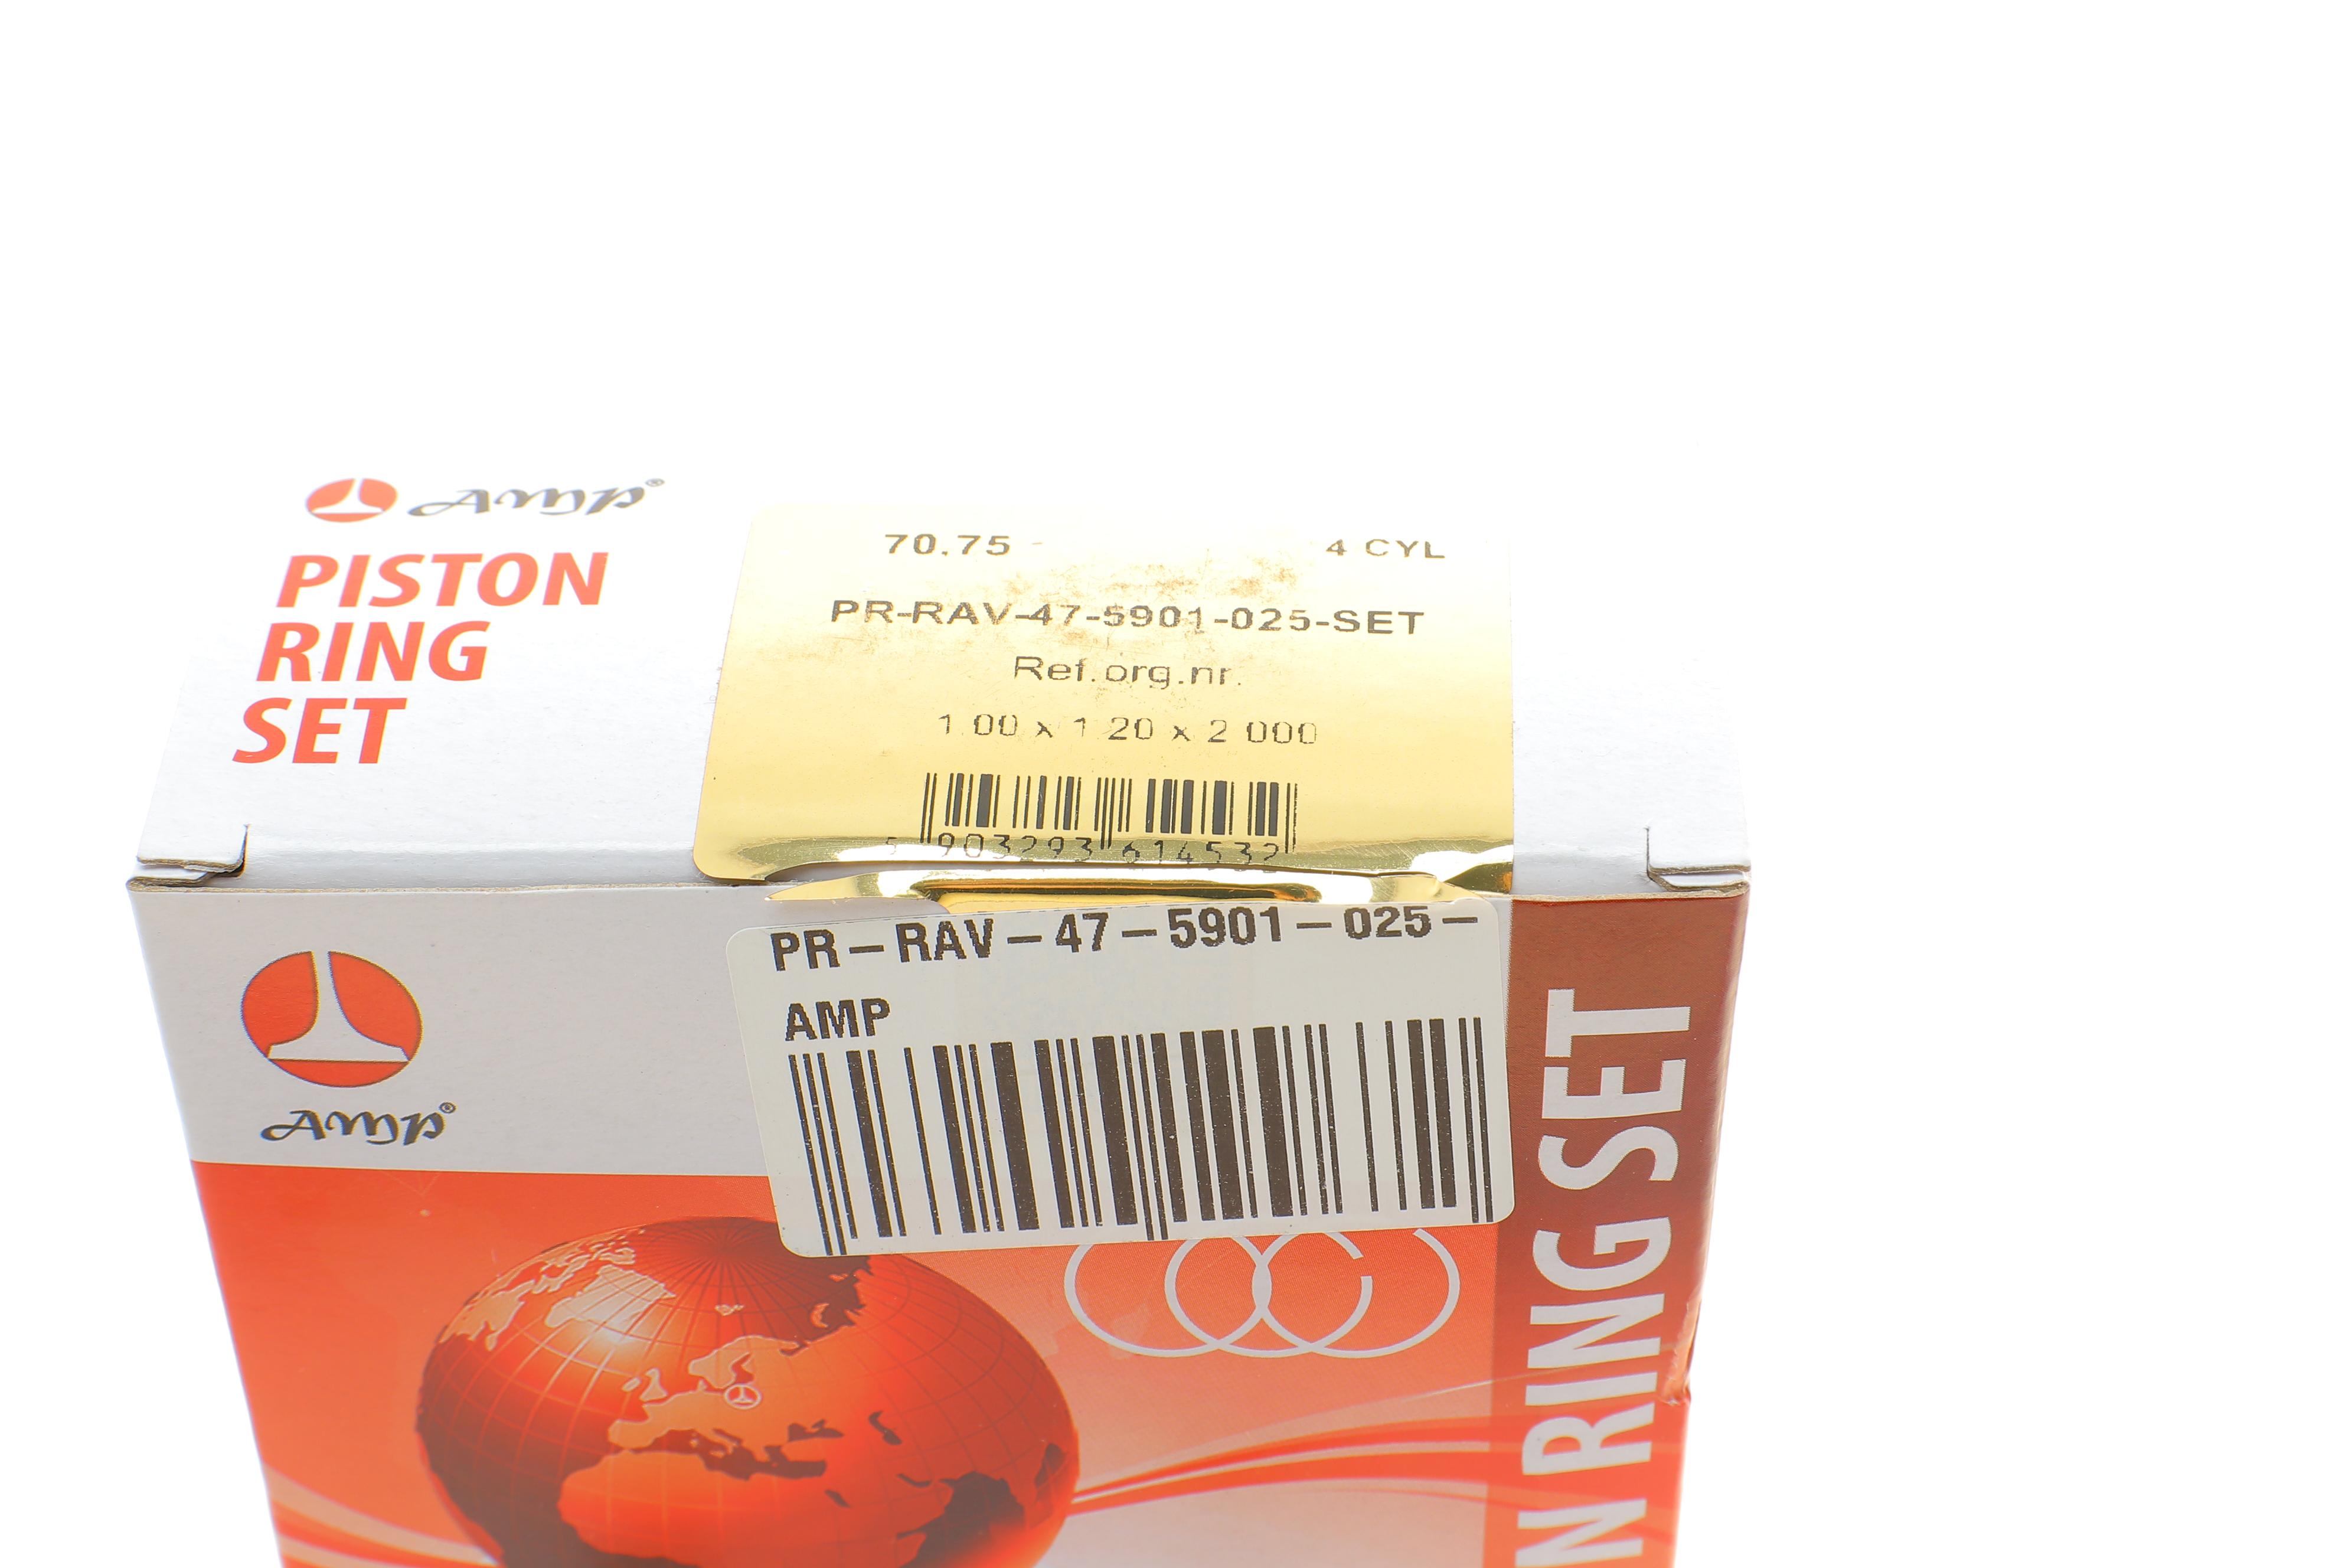 AMP®
PISTON
RING
SET
70.75
4 CYL
PR-RAV-47-5901-025-SET
Ref.org.nr.
1.00 x 1.20 x 2.000
5 903293 614532
PR-RAV-47-5901-025-
AMP
AMP®
N RING SET